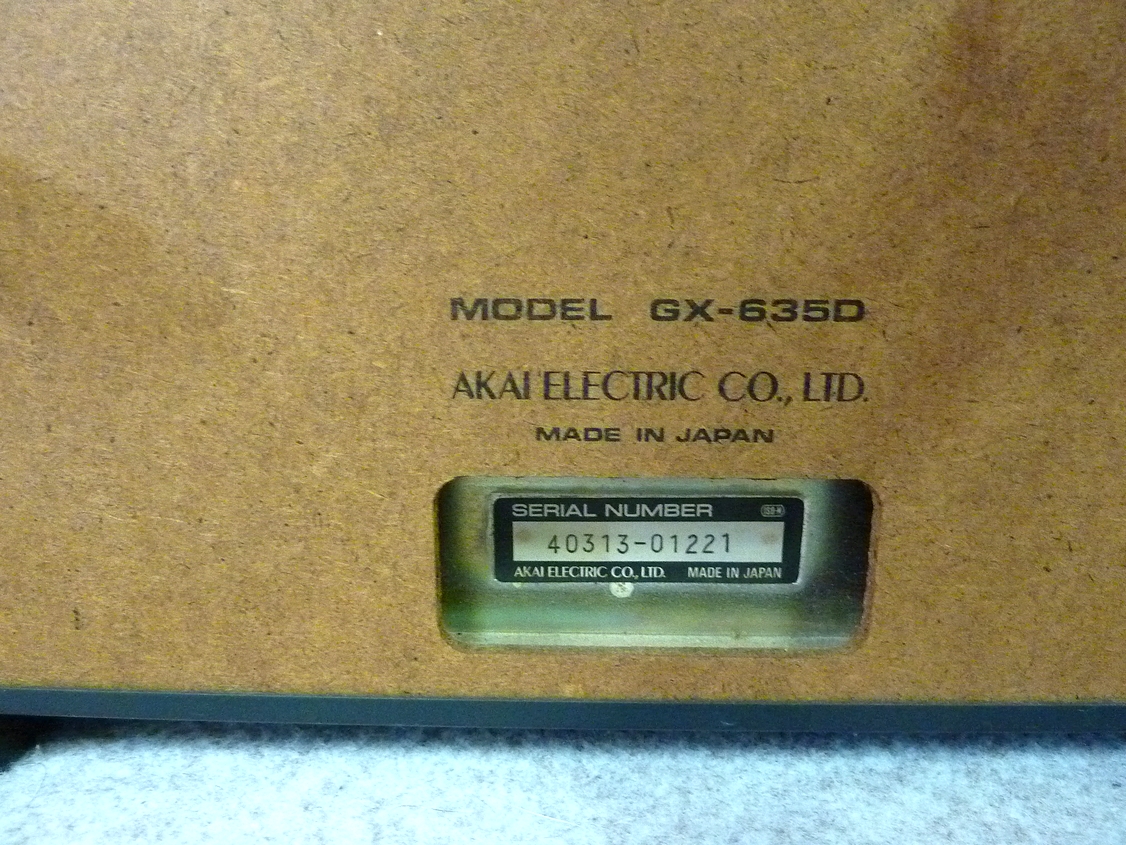 MODEL GX-635D
AKAI ELECTRIC CO., LTD.
MADE IN JAPAN
SERIAL NUMBER
40313-01221
AKAI ELECTRIC CO., LTD. MADE IN JAPAN